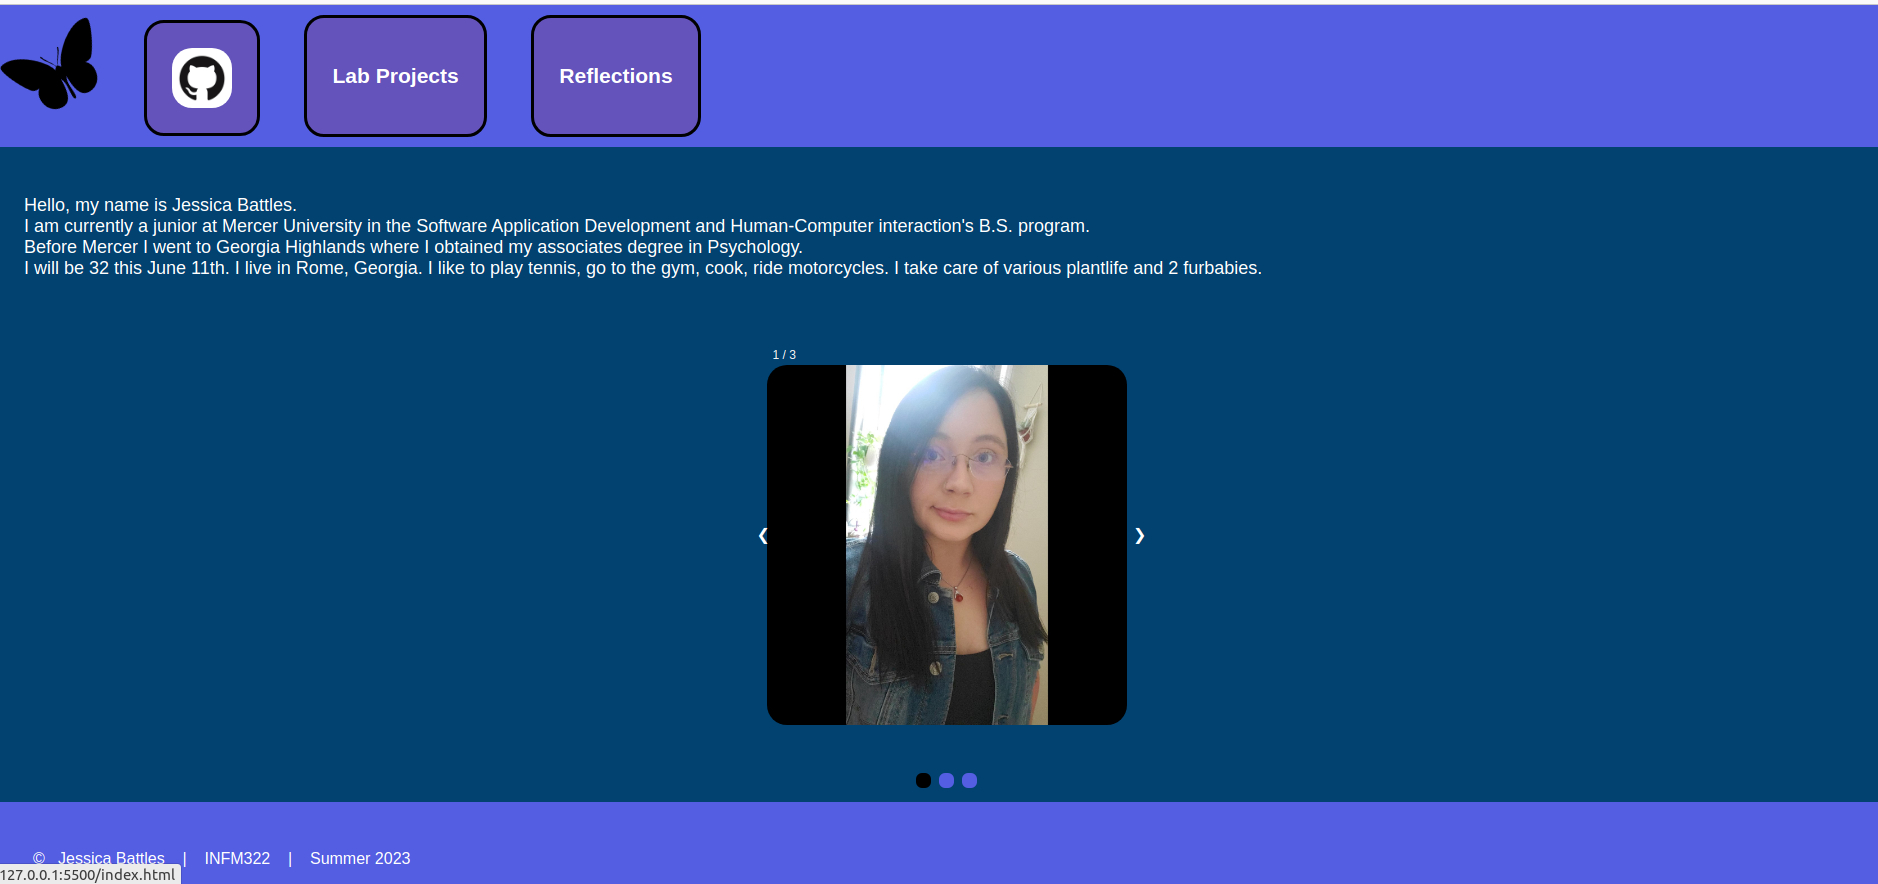 Lab Projects
Reflections
Hello, my name is Jessica Battles.
I am currently a junior at Mercer University in the Software Application Development and Human-Computer interaction's B.S. program.
Before Mercer I went to Georgia Highlands where I obtained my associates degree in Psychology.
I will be 32 this June 11th. I live in Rome, Georgia. I like to play tennis, go to the gym, cook, ride motorcycles. I take care of various plantlife and 2 furbabies.
1 / 3
❮ ❯
© Jessica Battles | INFM322 | Summer 2023
127.0.0.1:5500/index.html